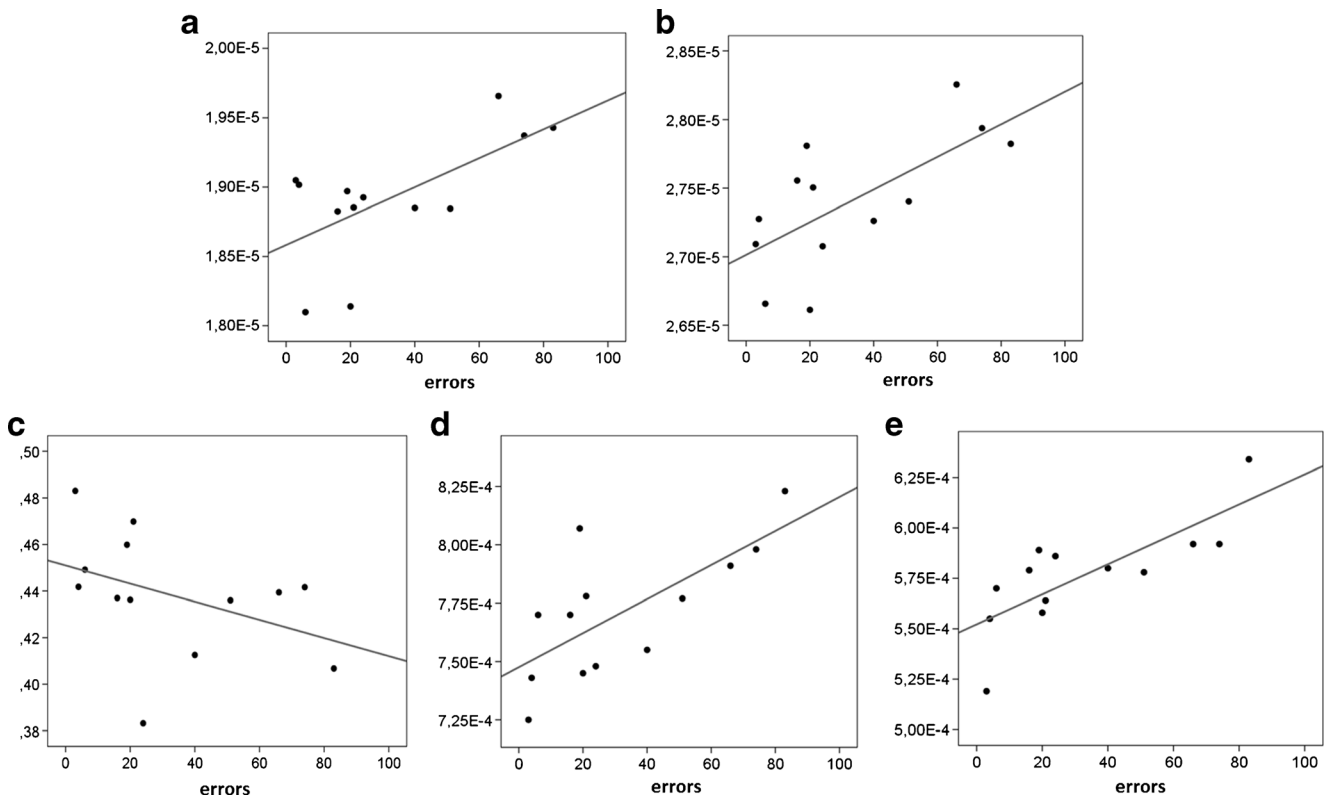 a
b
2,00E-5
1,95E-5
1,90E-5
1,85E-5
1,80E-5
0 20 40 60 80 100
errors
2,85E-5
2,80E-5
2,75E-5
2,70E-5
2,65E-5
0 20 40 60 80 100
errors
c
d
e
,50
,48
,46
,44
,42
,40
,38
0 20 40 60 80 100
errors
8,25E-4
8,00E-4
7,75E-4
7,50E-4
7,25E-4
0 20 40 60 80 100
errors
6,25E-4
6,00E-4
5,75E-4
5,50E-4
5,25E-4
5,00E-4
0 20 40 60 80 100
errors